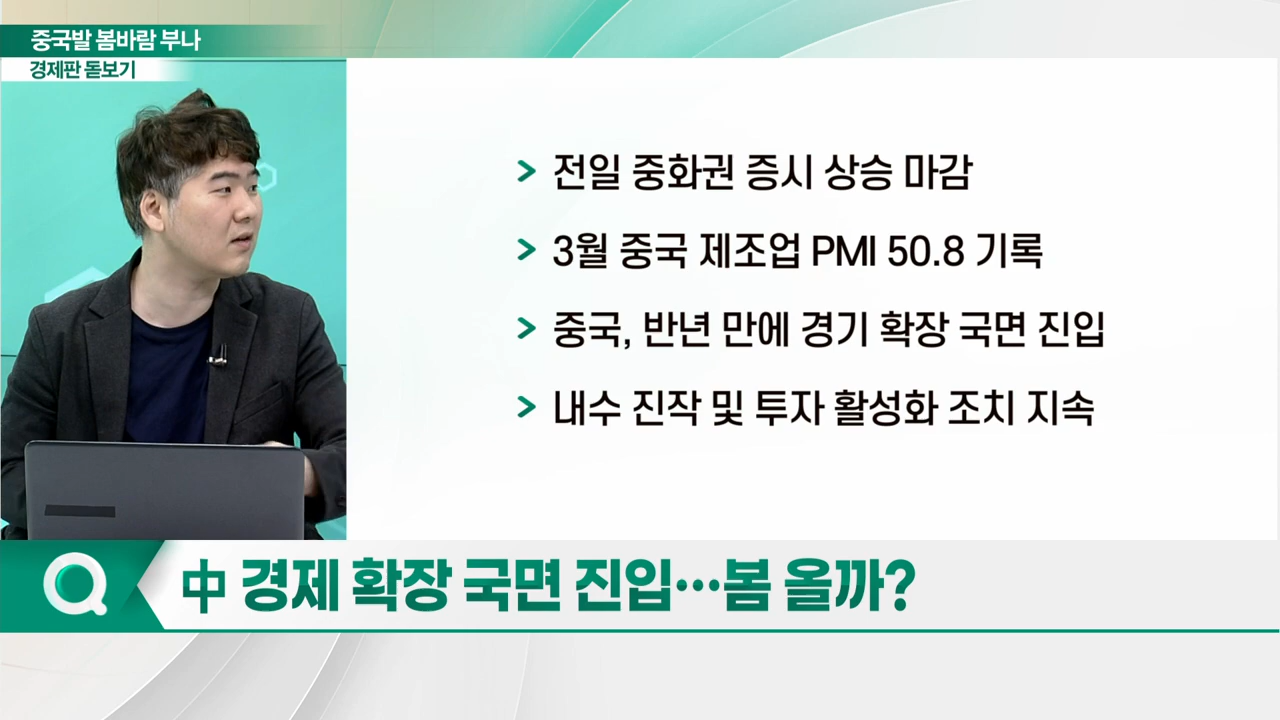 중국발 봄바람 부나
경제판 돋보기
> 전일 중화권 증시 상승 마감
> 3월 중국 제조업 PMI 50.8 기록
> 중국, 반년 만에 경기 확장 국면 진입
> 내수 진작 및 투자 활성화 조치 지속
中 경제 확장 국면 진입…봄 올까?